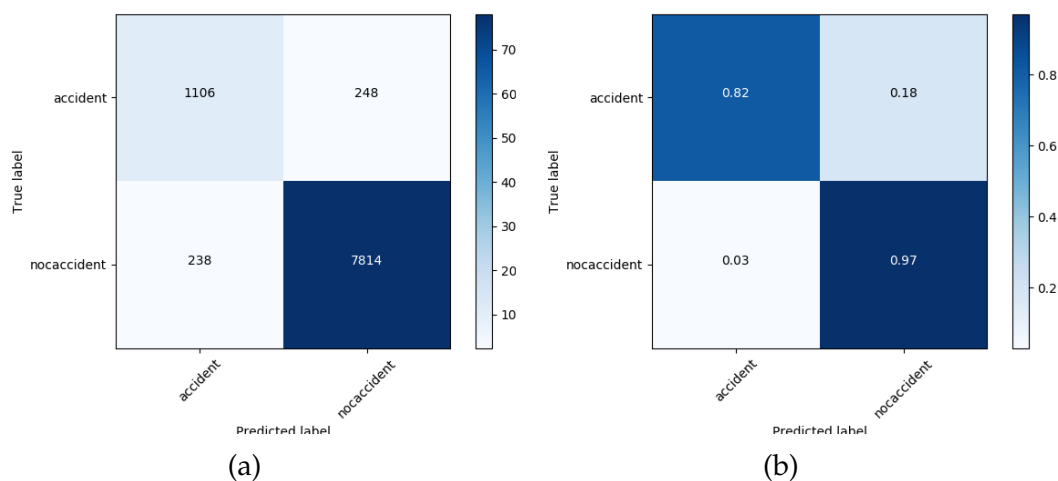 accident
nocaccident
True label
1106
248
238
7814
accident
nocaccident
Predicted label
70
60
50
40
30
20
10
(a)
accident
nocaccident
True label
0.82
0.18
0.03
0.97
accident
nocaccident
Predicted label
0.8
0.6
0.4
0.2
(b)